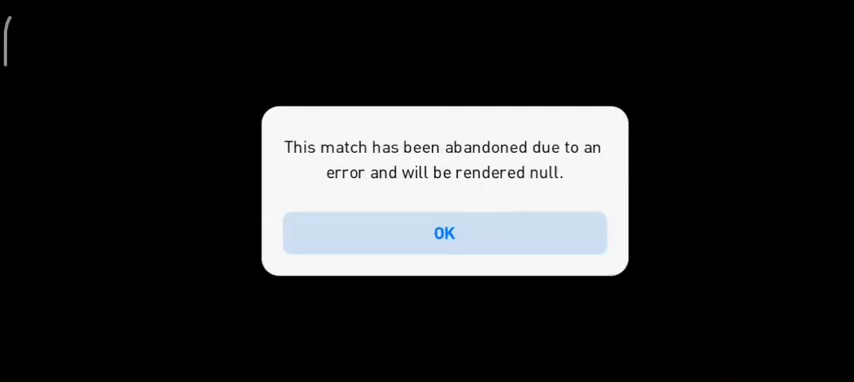 This match has been abandoned due to an
error and will be rendered null.
OK